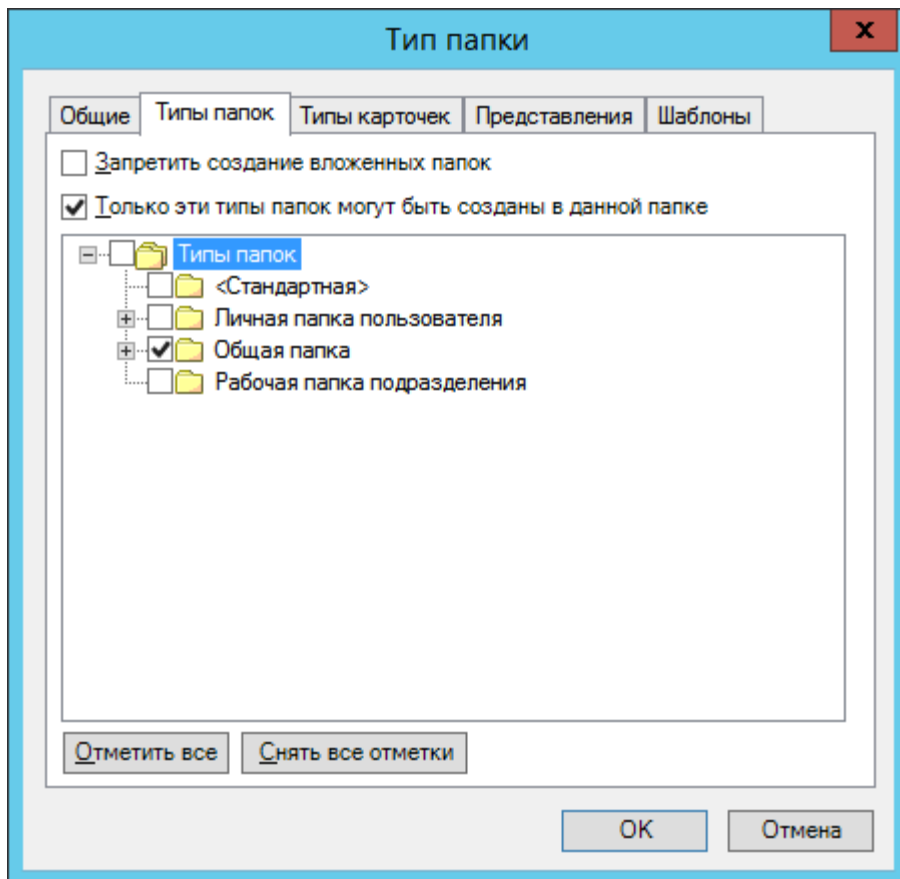 Тип папки
x
Общие Типы папок Типы карточек Представления Шаблоны
Запретить создание вложенных папок
Только эти типы папок могут быть созданы в данной папке
Типы папок
<Стандартная>
Личная папка пользователя
Общая папка
Рабочая папка подразделения
Отметить все Снять все отметки
OK Отмена